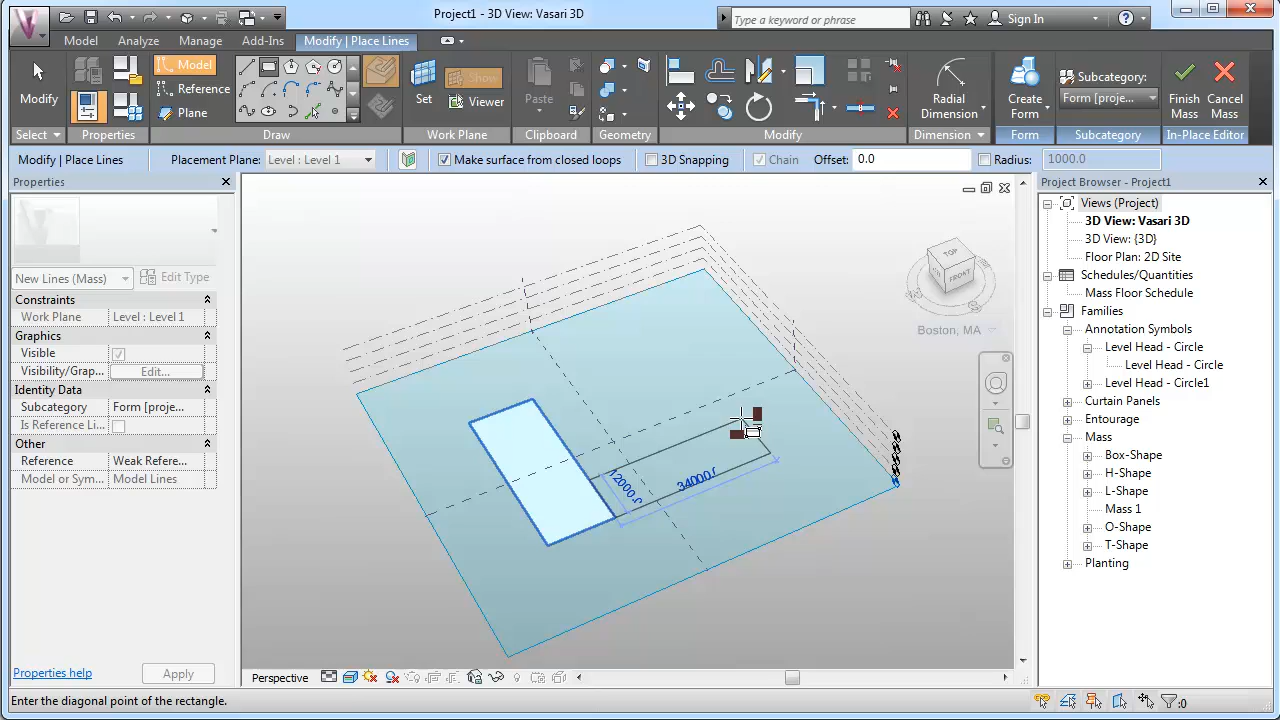 Project1 - 3D View: Vasari 3D
Type a keyword or phrase
Sign In
Model
Analyze
Manage
Add-Ins
Modify | Place Lines
Modify
Select
Properties
Model
Reference
Plane
Draw
Set
Show
Viewer
Work Plane
Paste
Clipboard
Geometry
Modify
Radial
Dimension
Dimension
Create
Form
Form
Subcategory:
Form [proje...
Subcategory
Finish
Mass
Cancel
Mass
In-Place Editor
Modify | Place Lines
Placement Plane:
Level : Level 1
Make surface from closed loops
3D Snapping
Chain
Offset:
0.0
Radius:
1000.0
Properties
New Lines (Mass)
Edit Type
Constraints
Work Plane
Level : Level 1
Graphics
Visible
Visibility/Grap...
Edit...
Identity Data
Subcategory
Form [proje...
Is Reference Li...
Other
Reference
Weak Refere...
Model or Sym...
Model Lines
Properties help
Apply
TOP
FRONT
Boston, MA
12000.0
34000.0
Perspective
Project Browser - Project1
Views (Project)
3D View: Vasari 3D
3D View: {3D}
Floor Plan: 2D Site
Schedules/Quantities
Mass Floor Schedule
Families
Annotation Symbols
Level Head - Circle
Level Head - Circle
Level Head - Circle1
Curtain Panels
Entourage
Mass
Box-Shape
H-Shape
L-Shape
Mass 1
O-Shape
T-Shape
Planting
Enter the diagonal point of the rectangle.
:0